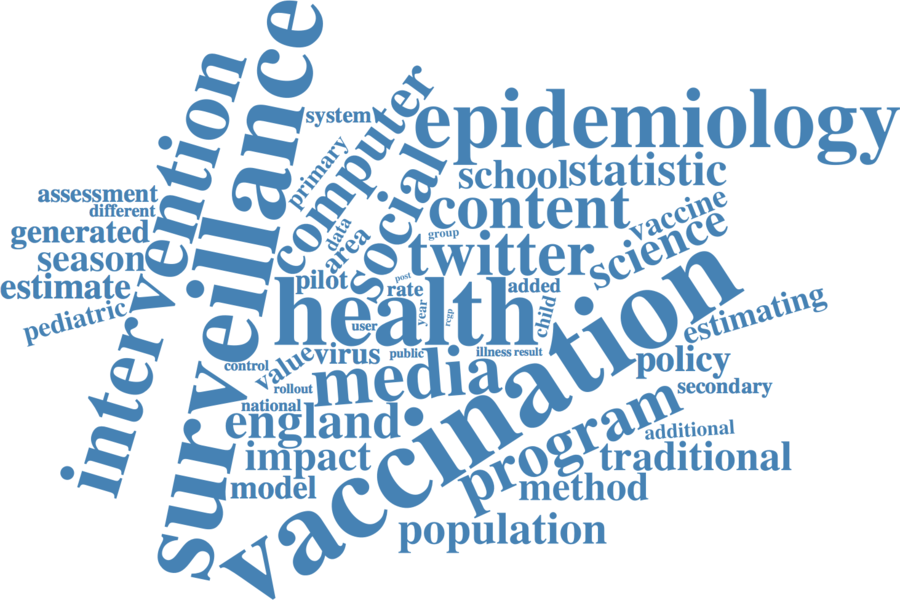 surveillance
intervention
system
computer
epidemiology
primary
social
school
statistic
assessment
different
content
vaccine
generated
data
area
group
twitter
science
season
estimate
pilot
post
rate
added
pediatric
health
year
rcgp
child
user
estimating
control
value
virus
public
illness
result
policy
rollout
media
vaccination
secondary
national
england
program
additional
impact
traditional
model
method
population